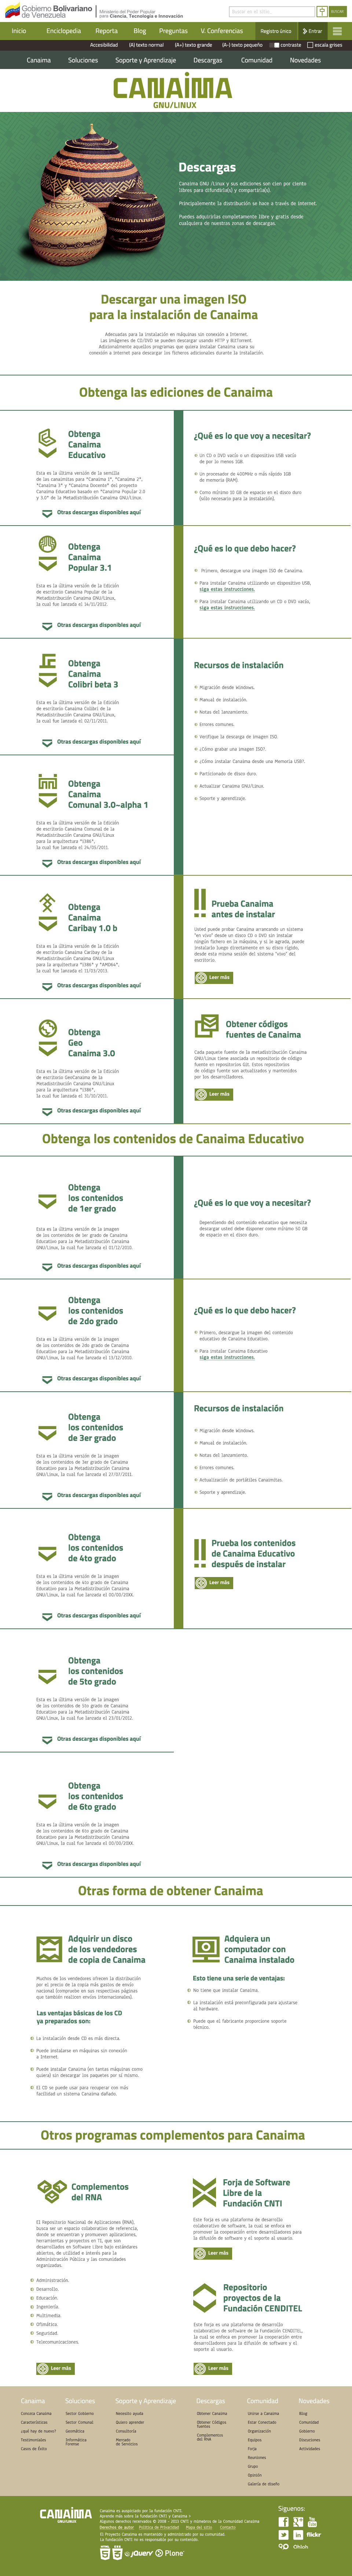 Gobierno Bolivariano
de Venezuela
Ministerio del Poder Popular
para Ciencia, Tecnología e Innovación
Buscar en el sitio...
BUSCAR
Inicio
Enciclopedia
Reporta
Blog
Preguntas
V. Conferencias
Registro único
Entrar
Accesibilidad
(A) texto normal
(A+) texto grande
(A-) texto pequeño
contraste
escala grises
Canaima
Soluciones
Soporte y Aprendizaje
Descargas
Comunidad
Novedades
CANAIMA
GNU/LINUX
Descargas
Canaima GNU /Linux y sus ediciones son cien por ciento
libres para difundirla(s) y compartirla(s).
Principalmente la distribución se hace a través de Internet.
Puedes adquirirlas completamente libre y gratis desde
cualquiera de nuestras zonas de descargas.
Descargar una imagen ISO
para la instalación de Canaima
Adecuadas para la instalación en máquinas sin conexión a Internet.
Las imágenes de CD/DVD se pueden descargar usando HTTP y BitTorrent.
Adicionalmente aquellos programas que quiera instalar Canaima usara su
conexión a Internet para descargar los ficheros adicionales durante la instalación.
Obtenga las ediciones de Canaima
Obtenga
Canaima
Educativo
Esta es la última versión de la semilla
de las canaimitas para "Canaima 1", "Canaima 2",
"Canaima 3" y "Canaima Docente" del proyecto
Canaima Educativo basado en "Canaima Popular 2.0
y 3.0" de la Metadistribución Canaima GNU/Linux.
Otras descargas disponibles aquí
¿Qué es lo que voy a necesitar?
Un CD o DVD vacío o un dispositivo USB vacío
de por lo menos 1GB.
Un procesador de 400MHz o más rápido 1GB
de memoria (RAM).
Como mínimo 10 GB de espacio en el disco duro
(sólo necesario para la instalación).
Obtenga
Canaima
Popular 3.1
Esta es la última versión de la Edición
de escritorio Canaima Popular de la
Metadistribución Canaima GNU/Linux,
la cual fue lanzada el 14/11/2012.
Otras descargas disponibles aquí
¿Qué es lo que debo hacer?
Primero, descargue una imagen ISO de Canaima.
Para instalar Canaima utilizando un dispositivo USB,
siga estas instrucciones.
Para instalar Canaima utilizando un CD o DVD vacío,
siga estas instrucciones.
Obtenga
Canaima
Colibri beta 3
Esta es la última versión de la Edición
de escritorio Canaima Colibri de la
Metadistribución Canaima GNU/Linux,
la cual fue lanzada el 02/11/2011.
Otras descargas disponibles aquí
Recursos de instalación
Migración desde Windows.
Manual de instalación.
Notas del lanzamiento.
Errores comunes.
Verifique la descarga de imagen ISO.
¿Cómo grabar una imagen ISO?.
¿Cómo instalar Canaima desde una Memoria USB?.
Particionado de disco duro.
Actualizar Canaima GNU/Linux.
Soporte y aprendizaje.
Obtenga
Canaima
Comunal 3.0~alpha 1
Esta es la última versión de la Edición
de escritorio Canaima Comunal de la
Metadistribución Canaima GNU/Linux
para la arquitectura "i386",
la cual fue lanzada el 26/05/2011.
Otras descargas disponibles aquí
Obtenga
Canaima
Caribay 1.0 b
Esta es la última versión de la Edición
de escritorio Canaima Caribay de la
Metadistribución Canaima GNU/Linux
para la arquitectura "i386" y "AMD64",
la cual fue lanzada el 11/03/2013.
Otras descargas disponibles aquí
Prueba Canaima
antes de instalar
Usted puede probar Canaima arrancando un sistema
"en vivo" desde un disco CD o DVD sin instalar
ningún fichero en la máquina, y si le agrada, puede
instalarlo luego directamente en el disco duro desde
esta misma sesión del sistema "vivo" del
escritorio.
Leer más
Obtenga
Geo
Canaima 3.0
Esta es la última versión de la Edición
de escritorio GeoCanaima de la
Metadistribución Canaima GNU/Linux
para la arquitectura "i386",
la cual fue lanzada el 31/10/2011.
Otras descargas disponibles aquí
Obtener códigos
fuentes de Canaima
Cada paquete fuente de la metadistribución Canaima
GNU/Linux tiene asociada un repositorio de código
fuente en repositorios Git. Estos repositorios
de código fuente son actualizados y mantenidos
por los desarrolladores.
Leer más
Obtenga los contenidos de Canaima Educativo
Obtenga
los contenidos
de 1er grado
Esta es la última versión de la imagen
de los contenidos de 1er grado de Canaima
Educativo para la Metadistribución Canaima
GNU/Linux, la cual fue lanzada el 01/12/2010.
Otras descargas disponibles aquí
¿Qué es lo que voy a necesitar?
Dependiendo del contenido educativo que necesita
descargar usted debe disponer como mínimo 50 GB
de espacio en el disco duro.
Obtenga
los contenidos
de 2do grado
Esta es la última versión de la imagen
de los contenidos de 2do grado de Canaima
Educativo para la Metadistribución Canaima
GNU/Linux, la cual fue lanzada el 13/12/2010.
Otras descargas disponibles aquí
¿Qué es lo que debo hacer?
Primero, descargue la imagen del contenido
educativo de Canaima Educativo.
Para instalar Canaima Educativo
siga estas instrucciones.
Obtenga
los contenidos
de 3er grado
Esta es la última versión de la imagen
de los contenidos de 3er grado de Canaima
Educativo para la Metadistribución Canaima
GNU/Linux, la cual fue lanzada el 27/07/2011.
Otras descargas disponibles aquí
Recursos de instalación
Migración desde Windows.
Manual de instalación.
Notas del lanzamiento.
Errores comunes.
Actualización de portátiles Canaimitas.
Soporte y aprendizaje.
Obtenga
los contenidos
de 4to grado
Esta es la última versión de la imagen
de los contenidos de 4to grado de Canaima
Educativo para la Metadistribución Canaima
GNU/Linux, la cual fue lanzada el 00/00/20XX.
Otras descargas disponibles aquí
Prueba los contenidos
de Canaima Educativo
después de instalar
Leer más
Obtenga
los contenidos
de 5to grado
Esta es la última versión de la imagen
de los contenidos de 5to grado de Canaima
Educativo para la Metadistribución Canaima
GNU/Linux, la cual fue lanzada el 23/01/2012.
Otras descargas disponibles aquí
Obtenga
los contenidos
de 6to grado
Esta es la última versión de la imagen
de los contenidos de 6to grado de Canaima
Educativo para la Metadistribución Canaima
GNU/Linux, la cual fue lanzada el 00/00/20XX.
Otras descargas disponibles aquí
Otras forma de obtener Canaima
Adquirir un disco
de los vendedores
de copia de Canaima
Muchos de los vendedores ofrecen la distribución
por el precio de la copia más gastos de envío
nacional (compruebe en sus respectivas páginas
que también realicen envíos internacionales).
Las ventajas básicas de los CD
ya preparados son:
La instalación desde CD es más directa.
Puede instalarse en máquinas sin conexión
a Internet.
Puede instalar Canaima (en tantas máquinas como
quiera) sin descargar los paquetes por sí mismo.
El CD se puede usar para recuperar con más
facilidad un sistema Canaima dañado.
Adquiera un
computador con
Canaima instalado
Esto tiene una serie de ventajas:
No tiene que instalar Canaima.
La instalación está preconfigurada para ajustarse
al hardware.
Puede que el fabricante proporcione soporte
técnico.
Otros programas complementos para Canaima
Complementos
del RNA
El Repositorio Nacional de Aplicaciones (RNA),
busca ser un espacio colaborativo de referencia,
donde se encuentran y promueven aplicaciones,
herramientas y proyectos en TI, que son
desarrollados en Software Libre bajo estándares
abiertos, de utilidad e interés para la
Administración Pública y las comunidades
organizadas.
Administración.
Desarrollo.
Educación.
Ingeniería.
Multimedia.
Ofimática.
Seguridad.
Telecomunicaciones.
Leer más
Forja de Software
Libre de la
Fundación CNTI
Este forja es una plataforma de desarrollo
colaborativo de software, la cual se enfoca en
promover la cooperación entre desarrolladores para
la difusión de software y el soporte al usuario.
Leer más
Repositorio
proyectos de la
Fundación CENDITEL
Este forja es una plataforma de desarrollo
colaborativo de software de la fundación CENDITEL,
la cual se enfoca en promover la cooperación entre
desarrolladores para la difusión de software y el
soporte al usuario.
Leer más
Canaima
Conozca Canaima
Características
¿qué hay de nuevo?
Testimoniales
Casos de Éxito
Soluciones
Sector Gobierno
Sector Comunal
Geomática
Informática
Forense
Soporte y Aprendizaje
Necesito ayuda
Quiero aprender
Consultoría
Mercado
de Servicios
Descargas
Obtener Canaima
Obtener Códigos
fuentes
Complementos
del RNA
Comunidad
Unirse a Canaima
Estar Conectado
Organización
Equipos
Forja
Reuniones
Grupo
Opinión
Galería de diseño
Novedades
Blog
Comunidad
Gobierno
Discusiones
Actividades
CANAIMA
GNU/LINUX
Canaima es auspiciado por la fundación CNTI.
Aprende más sobre la fundación CNTI y Canaima »
Algunos derechos reservados © 2008 - 2013 CNTI y miembros de la Comunidad Canaima
Derechos de autor
Política de Privacidad
Mapa del sitio
Contacto
El Proyecto Canaima es mantenido y administrado por su comunidad.
La fundación CNTI no es responsable por su contenido.
jQuery
Plone
Síguenos:
You
Tube
flickr
Ohloh